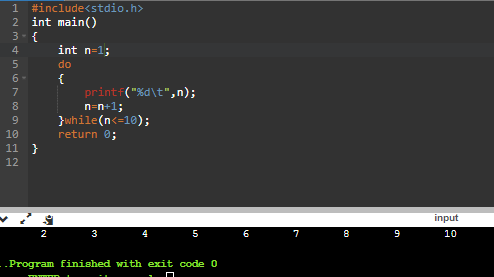 1 #include<stdio.h>
2 int main()
3 {
4 int n=1;
5 do
6 {
7 printf("%d\t",n);
8 n=n+1;
9 }while(n<=10);
10 return 0;
11 }
12
input
2 3 4 5 6 7 8 9 10
..Program finished with exit code 0